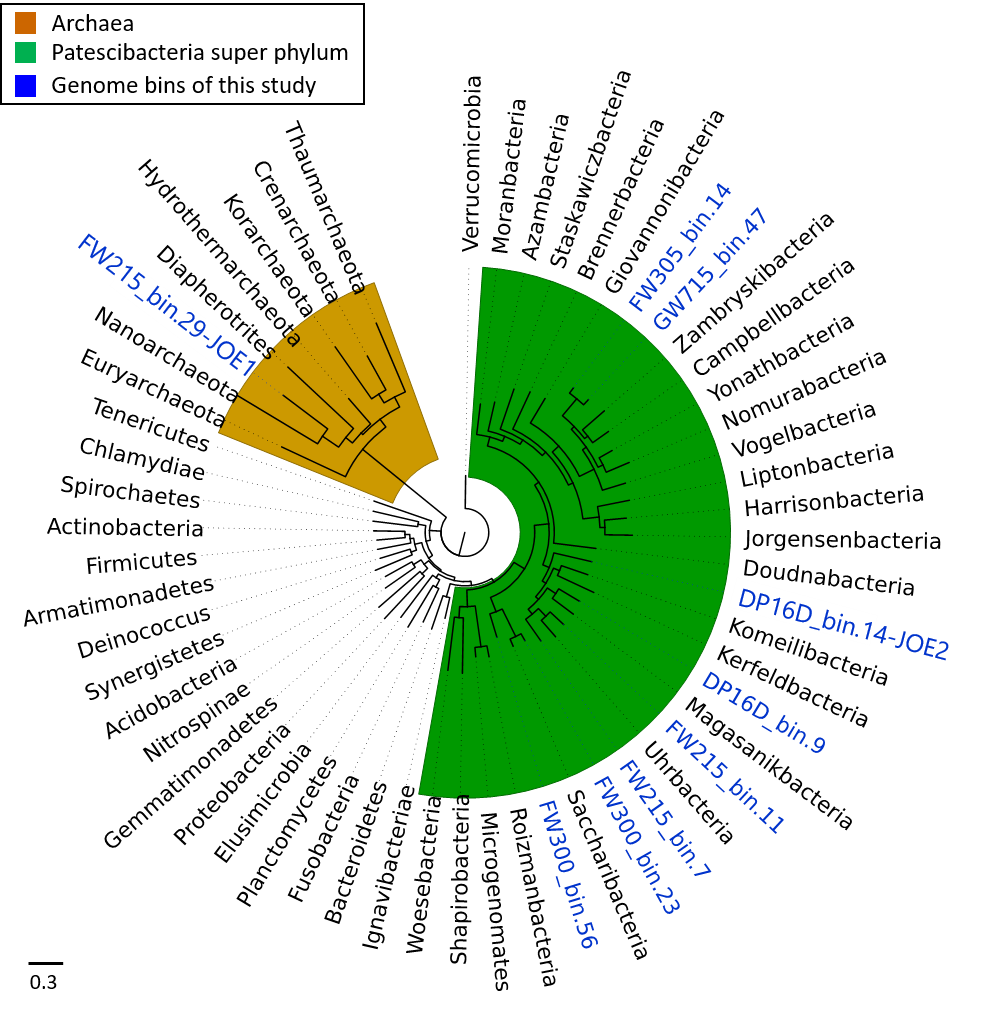 Archaea
Patescibacteria super phylum
Genome bins of this study
Verrucomicrobia
Moranbacteria
Azambacteria
Staskawiczbacteria
Brennerbacteria
Giovannonibacteria
FW305_bin.14
GW715_bin.47
Zambryskibacteria
Campbellbacteria
Yonathbacteria
Nomurabacteria
Vogelbacteria
Liptonbacteria
Harrisonbacteria
Jorgensenbacteria
Doudnabacteria
DP16D_bin.14-JOE2
Komeilibacteria
Kerfeldbacteria
DP16D_bin.9
Magasanikbacteria
FW215_bin.11
Uhrbacteria
FW215_bin.7
FW300_bin.23
Saccharibacteria
FW300_bin.56
Roizmanbacteria
Microgenomates
Shapirobacteria
Woesebacteria
Ignavibacteriae
Bacteroidetes
Fusobacteria
Planctomycetes
Elusimicrobia
Proteobacteria
Gemmatimonadetes
Nitrospinae
Acidobacteria
Synergistetes
Deinococcus
Armatimonadetes
Firmicutes
Actinobacteria
Spirochaetes
Chlamydiae
Tenericutes
Euryarchaeota
Nanoarchaeota
FW215_bin.29-JOE1
Diapherotrites
Hydrothermarchaeota
Korarchaeota
Crenarchaeota
Thaumarchaeota
0.3